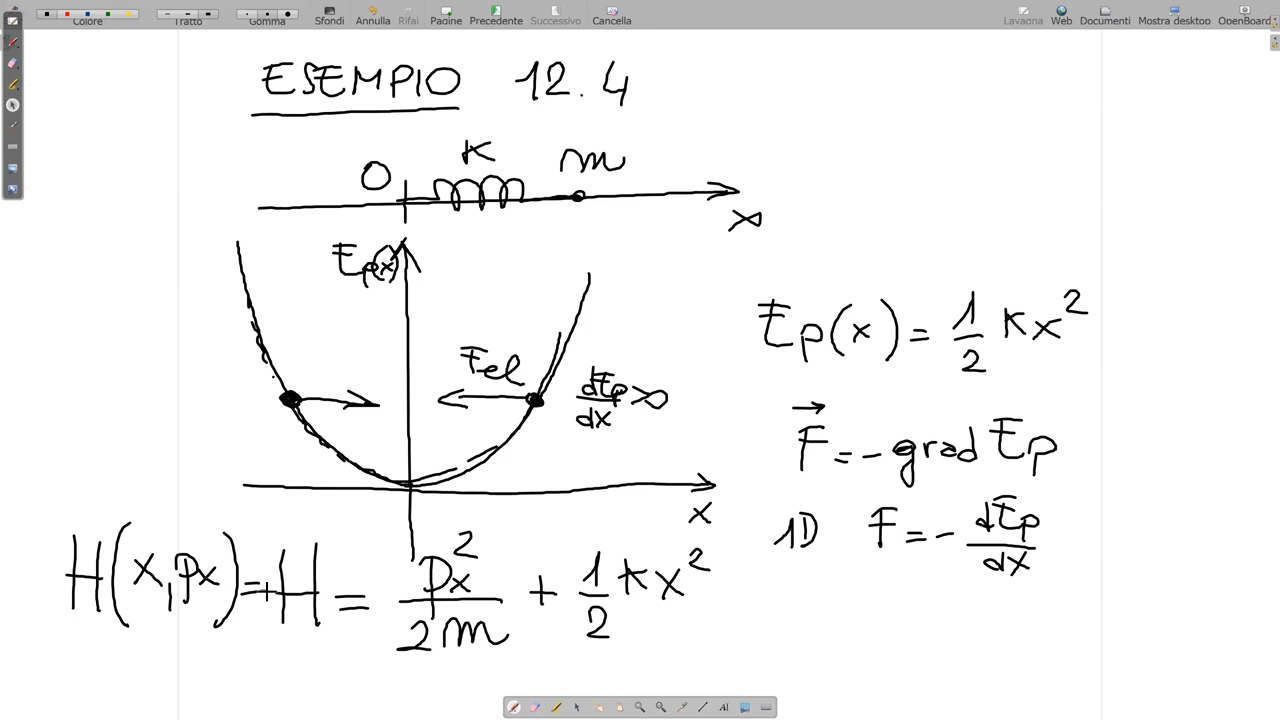 Sfondi Annulla Rifai Pagine Precedente Successivo Cancella Lavagna Web Documenti Mostra desktop OpenBoard
Colore Tratto Gomma
ESEMPIO 12.4
O K m
x
Ep(x)
Ep(x) = 1/2 Kx²
Fel dEp/dx >0
F⃗ = - grad Ep
x
1D F = - dEp/dx
H(x,px) = H = px²/2m + 1/2 Kx²